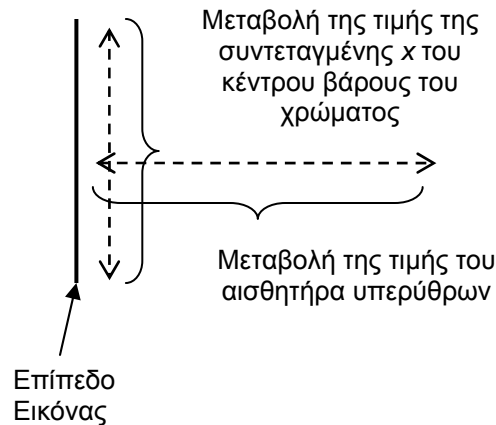 Μεταβολή της τιμής της
συντεταγμένης x του
κέντρου βάρους του
χρώματος
Μεταβολή της τιμής του
αισθητήρα υπερύθρων
Επίπεδο
Εικόνας